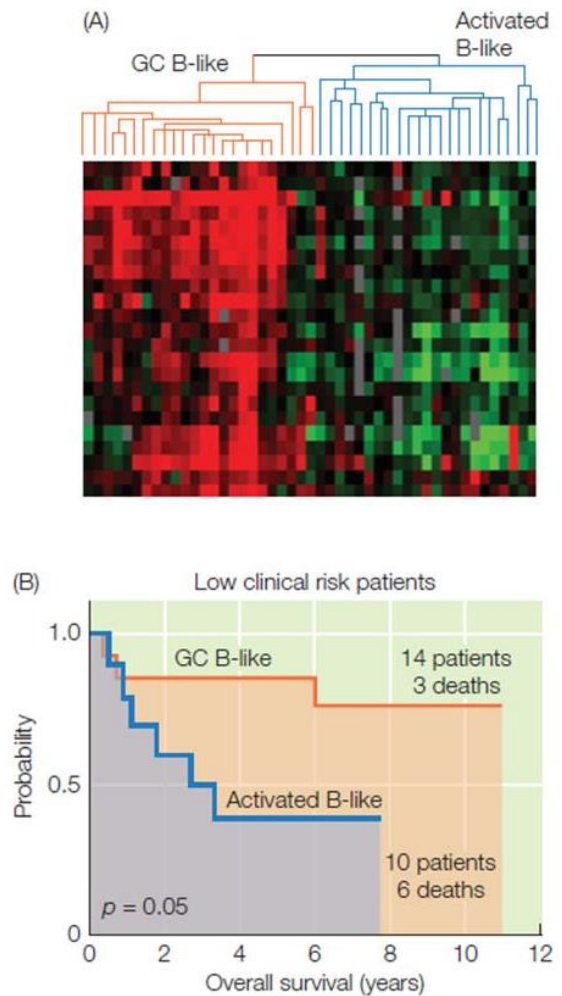 (A)
Activated
B-like
GC B-like
(B)
Low clinical risk patients
1.0
GC B-like
14 patients
3 deaths
Probability
0.5
Activated B-like
10 patients
6 deaths
p = 0.05
0
0 2 4 6 8 10 12
Overall survival (years)